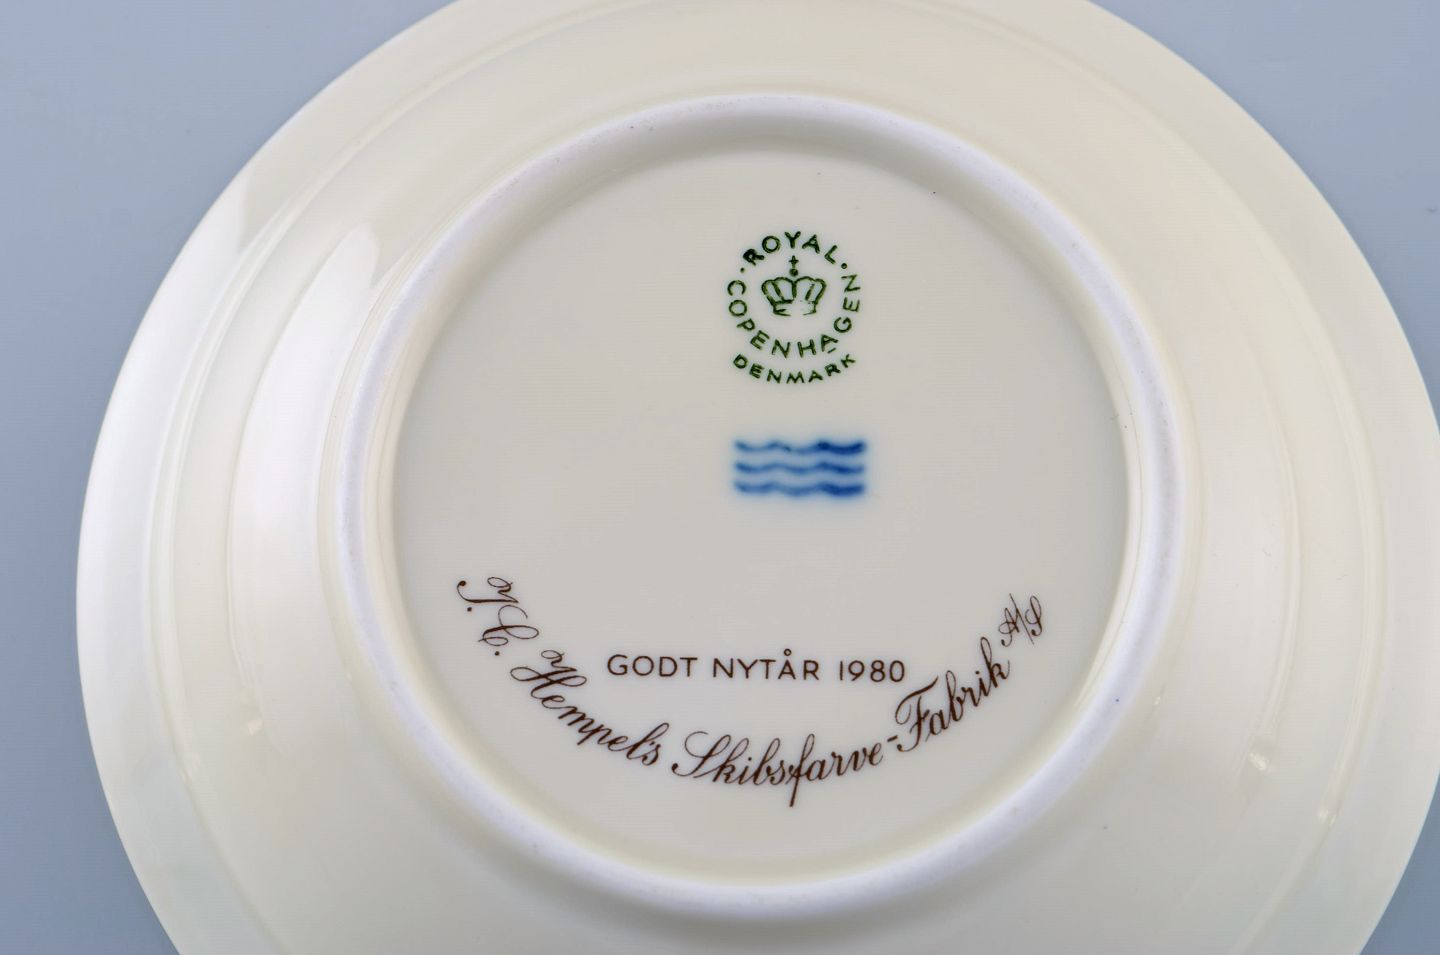 ROYAL
COPENHAGEN
DENMARK
GODT NYTÅR 1980
J. C. Hempel's Skibsfarve-Fabrik A/S